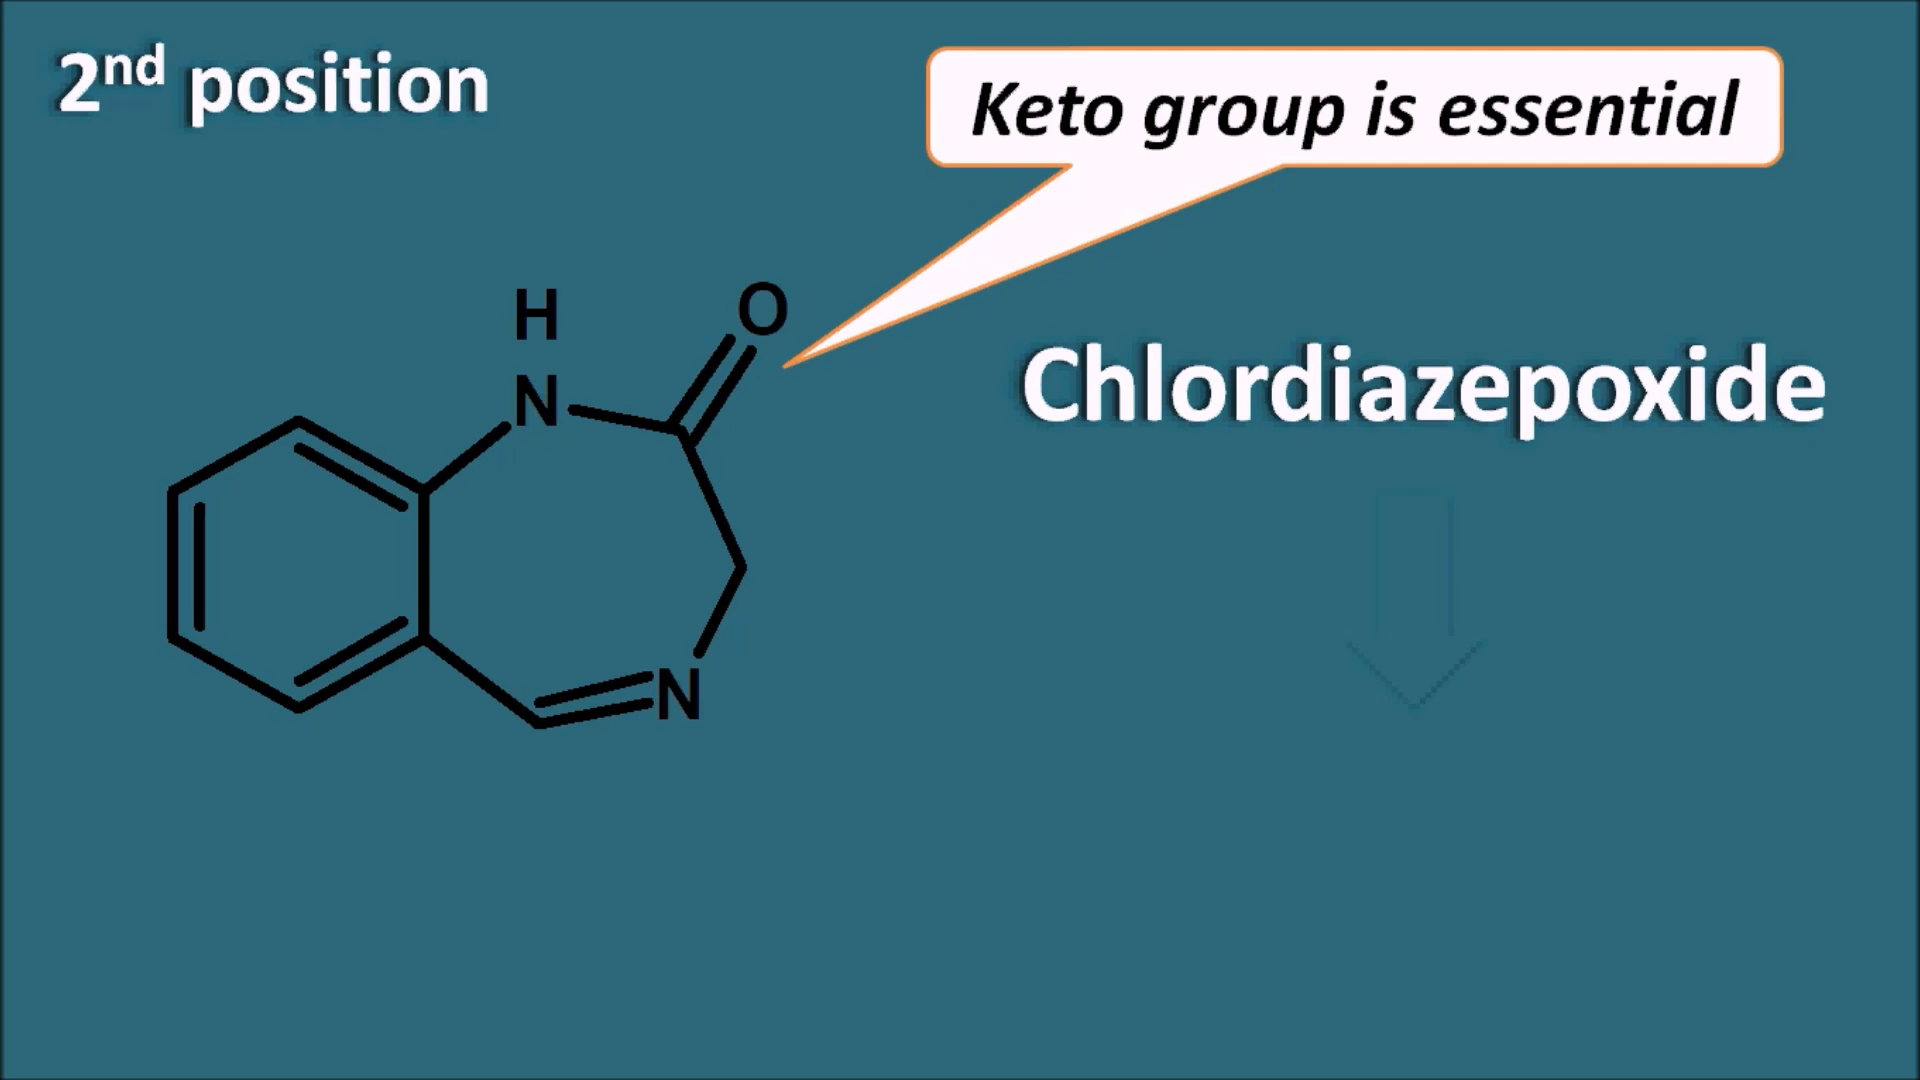 2nd position
Keto group is essential
H
O
N
Chlordiazepoxide
N